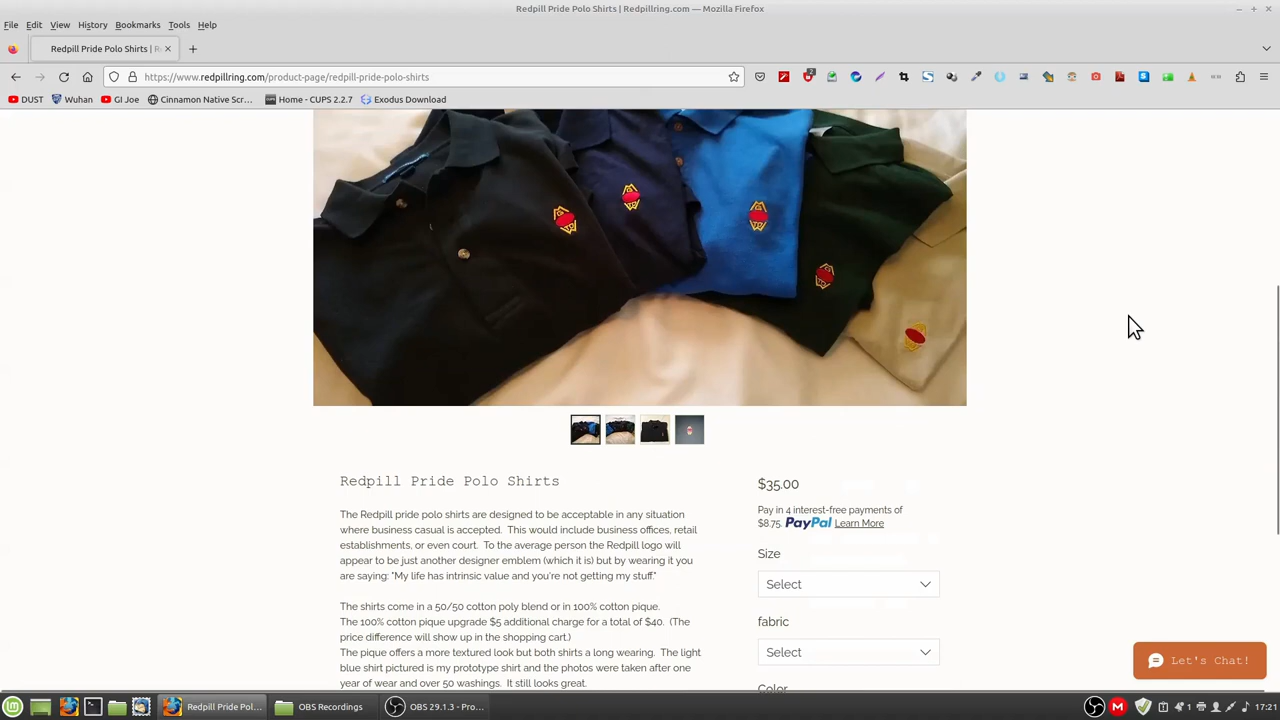 Redpill Pride Polo Shirts | Redpillring.com — Mozilla Firefox
File Edit View History Bookmarks Tools Help
Redpill Pride Polo Shirts | R
https://www.redpillring.com/product-page/redpill-pride-polo-shirts
DUST Wuhan GI Joe Cinnamon Native Scr... Home - CUPS 2.2.7 Exodus Download
Redpill Pride Polo Shirts
The Redpill pride polo shirts are designed to be acceptable in any situation
where business casual is accepted. This would include business offices, retail
establishments, or even court. To the average person the Redpill logo will
appear to be just another designer emblem (which it is) but by wearing it you
are saying: "My life has intrinsic value and you're not getting my stuff."
The shirts come in a 50/50 cotton poly blend or in 100% cotton pique.
The 100% cotton pique upgrade $5 additional charge for a total of $40. (The
price difference will show up in the shopping cart.)
The pique offers a more textured look but both shirts a long wearing. The light
blue shirt pictured is my prototype shirt and the photos were taken after one
year of wear and over 50 washings. It still looks great.
$35.00
Pay in 4 interest-free payments of
$8.75. PayPal Learn More
Size
Select
fabric
Select
Color
Let's Chat!
Redpill Pride Pol... OBS Recordings OBS 29.1.3 - Pro... 1 17:21